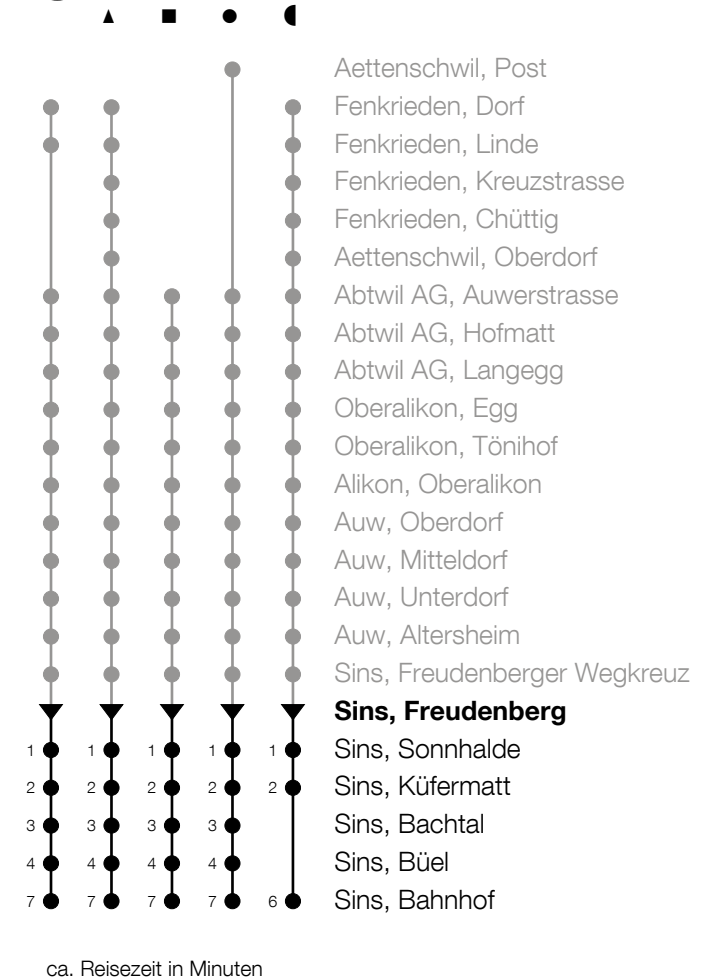 Aettenschwil, Post
Fenkrieden, Dorf
Fenkrieden, Linde
Fenkrieden, Kreuzstrasse
Fenkrieden, Chüttig
Aettenschwil, Oberdorf
Abtwil AG, Auwerstrasse
Abtwil AG, Hofmatt
Abtwil AG, Langegg
Oberalikon, Egg
Oberalikon, Tönihof
Alikon, Oberalikon
Auw, Oberdorf
Auw, Mitteldorf
Auw, Unterdorf
Auw, Altersheim
Sins, Freudenberger Wegkreuz
Sins, Freudenberg
1 1 1 1 1 Sins, Sonnhalde
2 2 2 2 2 Sins, Küfermatt
3 3 3 3 Sins, Bachtal
4 4 4 4 Sins, Büel
7 7 7 7 6 Sins, Bahnhof
ca. Reisezeit in Minuten